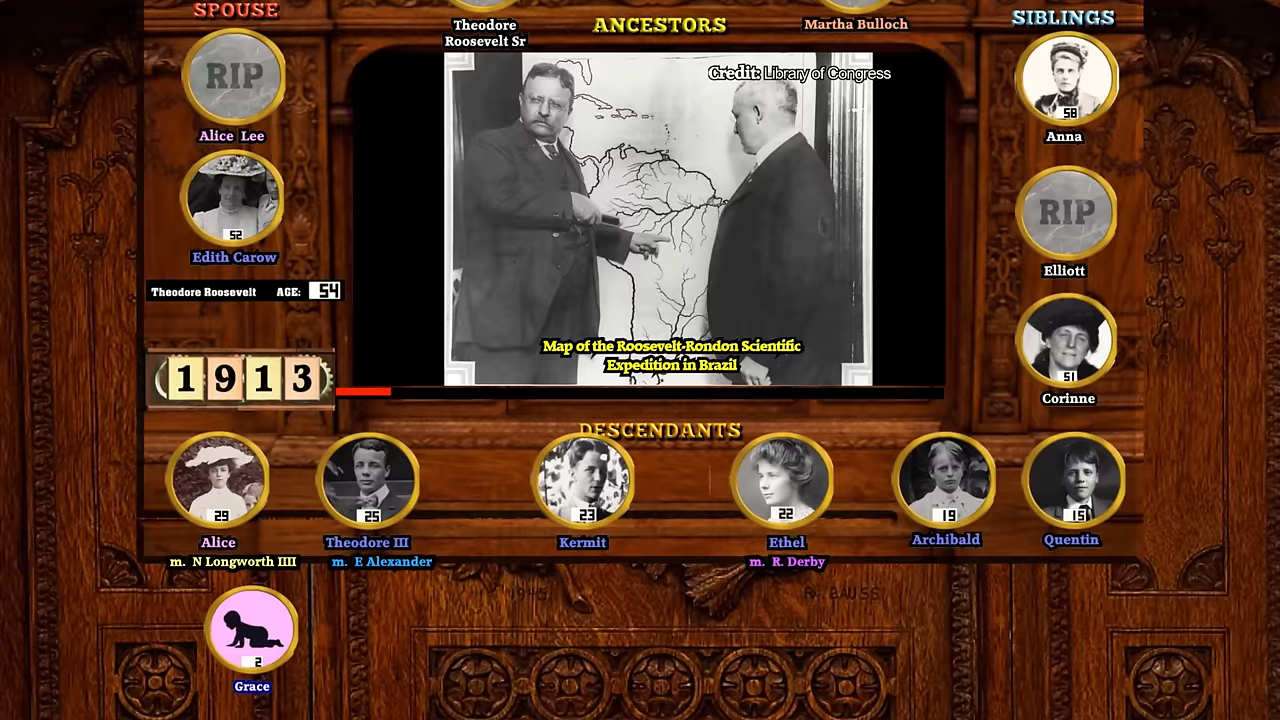 SPOUSE
Theodore
Roosevelt Sr
ANCESTORS
Martha Bulloch
SIBLINGS
RIP
Alice Lee
52
Edith Carow
Theodore Roosevelt AGE: 54
1913
Credit: Library of Congress
Map of the Roosevelt-Rondon Scientific
Expedition in Brazil
58
Anna
RIP
Elliott
51
Corinne
DESCENDANTS
29
Alice
m. N Longworth IIII
25
Theodore III
m. E Alexander
23
Kermit
22
Ethel
m. R. Derby
19
Archibald
15
Quentin
2
Grace